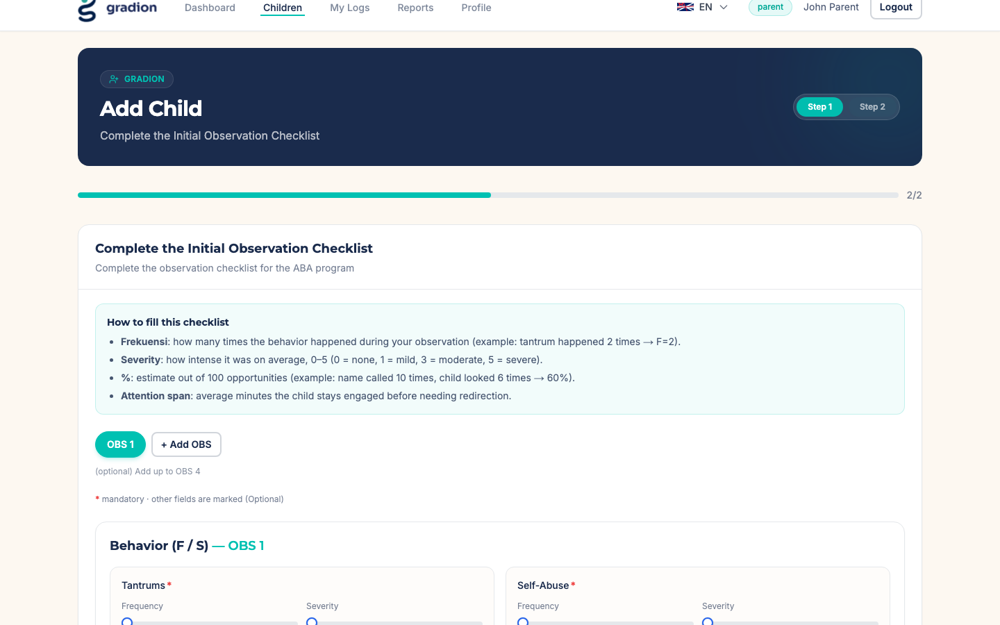 gradion
Dashboard
Children
My Logs
Reports
Profile
EN
parent
John Parent
Logout
GRADION
Add Child
Complete the Initial Observation Checklist
Step 1
Step 2
2/2
Complete the Initial Observation Checklist
Complete the observation checklist for the ABA program
How to fill this checklist
• Frekuensi: how many times the behavior happened during your observation (example: tantrum happened 2 times → F=2).
• Severity: how intense it was on average, 0–5 (0 = none, 1 = mild, 3 = moderate, 5 = severe).
• %: estimate out of 100 opportunities (example: name called 10 times, child looked 6 times → 60%).
• Attention span: average minutes the child stays engaged before needing redirection.
OBS 1
+ Add OBS
(optional) Add up to OBS 4
* mandatory · other fields are marked (Optional)
Behavior (F / S) — OBS 1
Tantrums *
Frequency
Severity
Self-Abuse *
Frequency
Severity